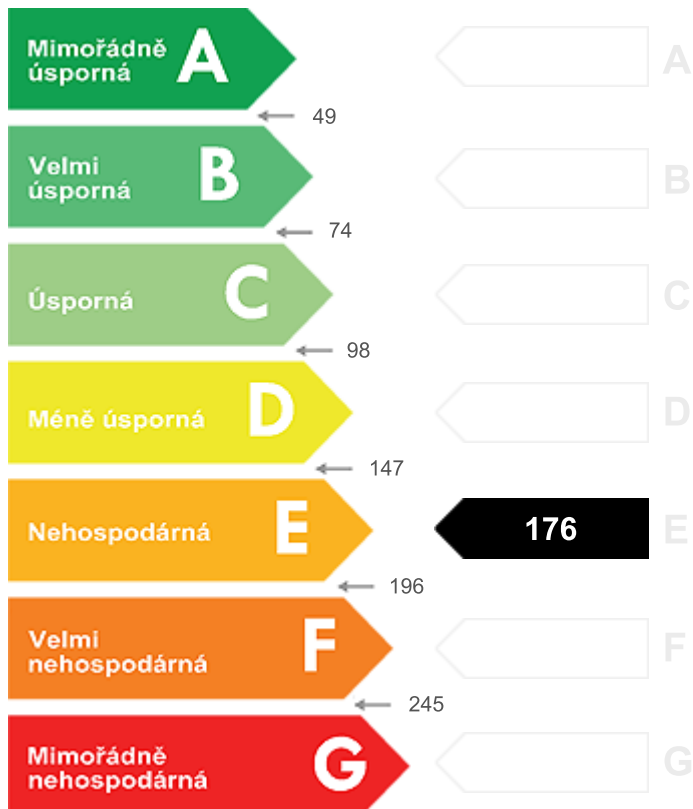 Mimořádně
úsporná
A
A
49
Velmi
úsporná
B
B
74
Úsporná
C
C
98
Méně úsporná
D
D
147
Nehospodárná
E
176
E
196
Velmi
nehospodárná
F
F
245
Mimořádně
nehospodárná
G
G